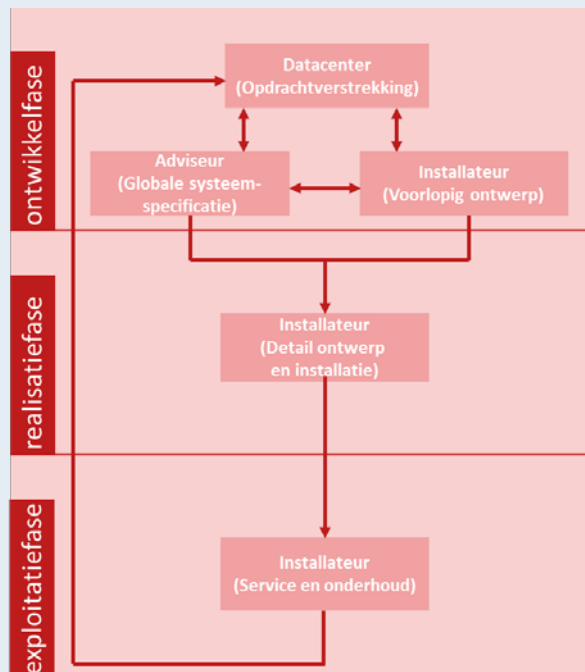 ontwikkelfase
Datacenter
(Opdrachtverstrekking)
Adviseur
(Globale systeem-
specificatie)
Installateur
(Voorlopig ontwerp)
realisatiefase
Installateur
(Detail ontwerp
en installatie)
exploitatiefase
Installateur
(Service en onderhoud)